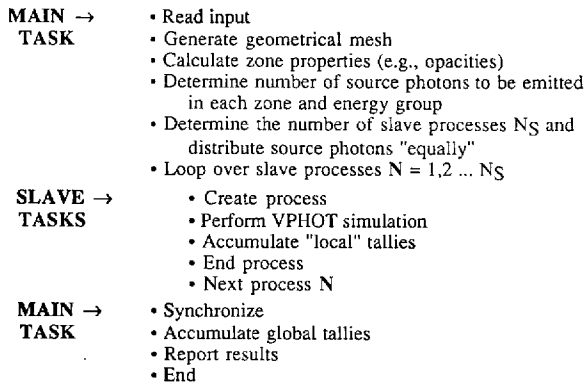 MAIN → • Read input
TASK • Generate geometrical mesh
• Calculate zone properties (e.g., opacities)
• Determine number of source photons to be emitted
in each zone and energy group
• Determine the number of slave processes NS and
distribute source photons "equally"
• Loop over slave processes N = 1,2 ... NS
SLAVE → • Create process
TASKS • Perform VPHOT simulation
• Accumulate "local" tallies
• End process
• Next process N
MAIN → • Synchronize
TASK • Accumulate global tallies
• Report results
• End